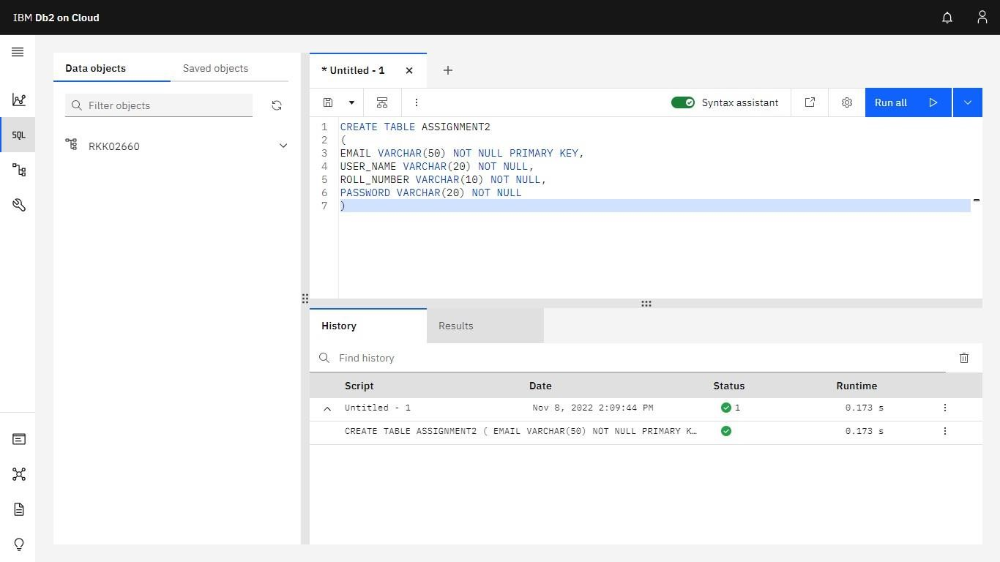 IBM Db2 on Cloud
Data objects
Saved objects
Filter objects
RKK02660
SQL
* Untitled - 1
Syntax assistant
Run all
1 CREATE TABLE ASSIGNMENT2
2 (
3 EMAIL VARCHAR(50) NOT NULL PRIMARY KEY,
4 USER_NAME VARCHAR(20) NOT NULL,
5 ROLL_NUMBER VARCHAR(10) NOT NULL,
6 PASSWORD VARCHAR(20) NOT NULL
7 )
History
Results
Find history
Script Date Status Runtime
Untitled - 1 Nov 8, 2022 2:09:44 PM 1 0.173 s
CREATE TABLE ASSIGNMENT2 ( EMAIL VARCHAR(50) NOT NULL PRIMARY K… 0.173 s